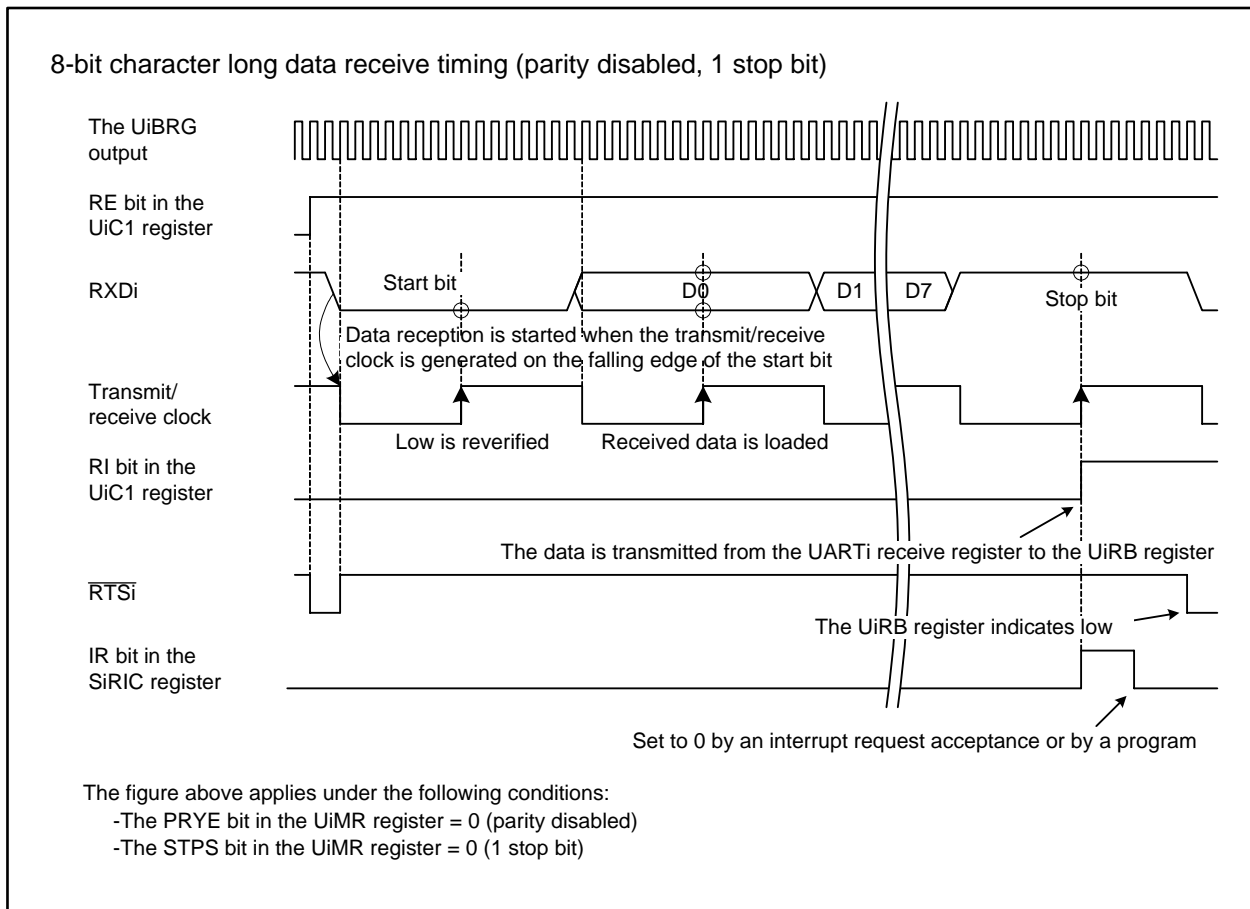 8-bit character long data receive timing (parity disabled, 1 stop bit)
The UiBRG
output
RE bit in the
UiC1 register
RXDi
Start bit
D0
D1
D7
Stop bit
Data reception is started when the transmit/receive
clock is generated on the falling edge of the start bit
Transmit/
receive clock
Low is reverified
Received data is loaded
RI bit in the
UiC1 register
The data is transmitted from the UARTi receive register to the UiRB register
RTSi
The UiRB register indicates low
IR bit in the
SiRIC register
Set to 0 by an interrupt request acceptance or by a program
The figure above applies under the following conditions:
-The PRYE bit in the UiMR register = 0 (parity disabled)
-The STPS bit in the UiMR register = 0 (1 stop bit)